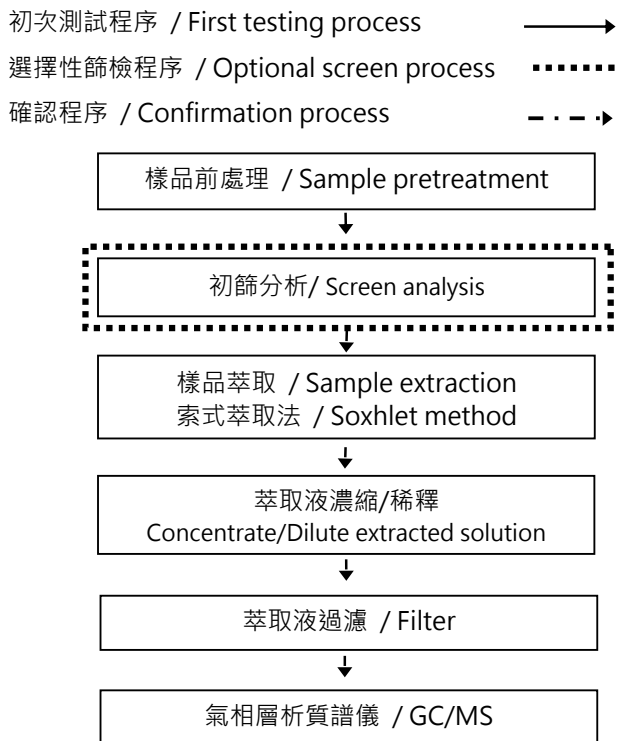 初次測試程序 / First testing process
選擇性篩檢程序 / Optional screen process
確認程序 / Confirmation process
樣品前處理 / Sample pretreatment
初篩分析/ Screen analysis
樣品萃取 / Sample extraction
索式萃取法 / Soxhlet method
萃取液濃縮/稀釋
Concentrate/Dilute extracted solution
萃取液過濾 / Filter
氣相層析質譜儀 / GC/MS